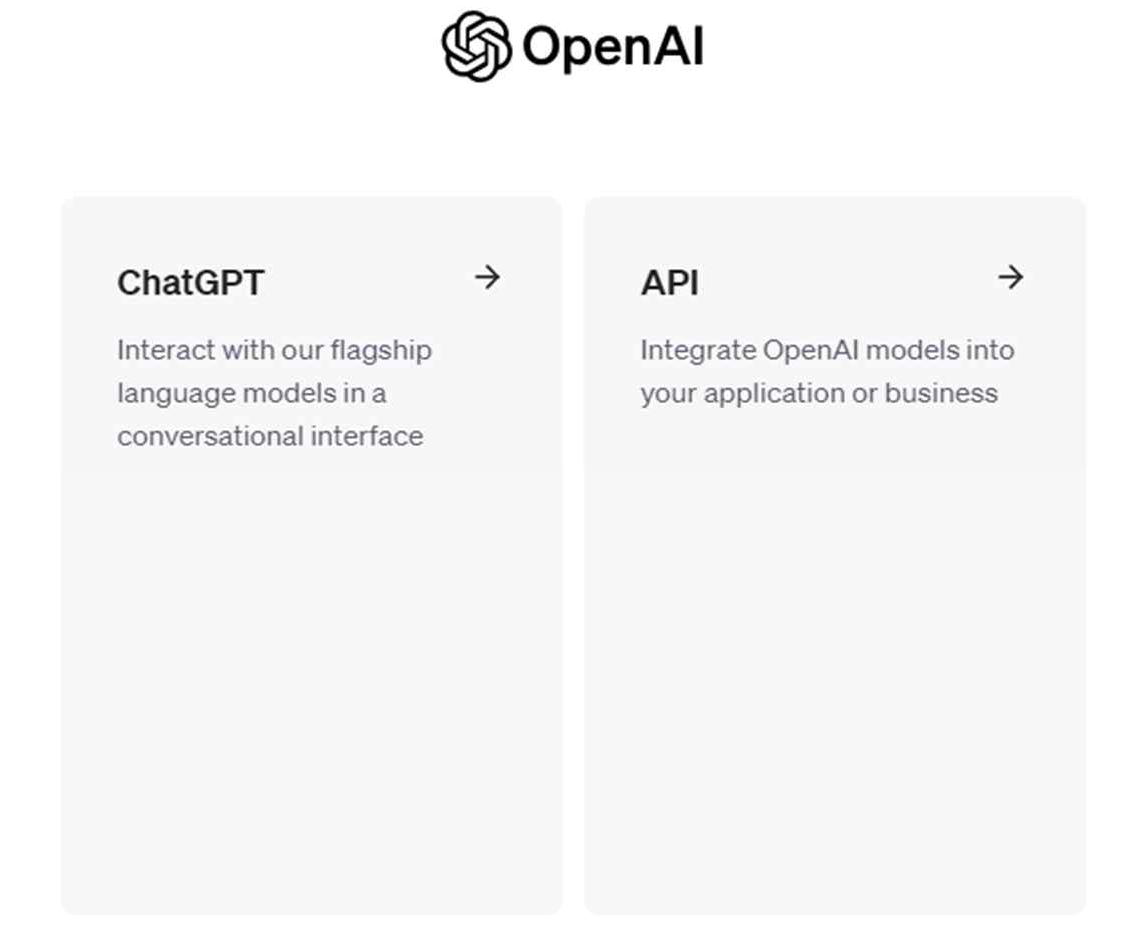 OpenAI
ChatGPT
Interact with our flagship
language models in a
conversational interface
API
Integrate OpenAI models into
your application or business